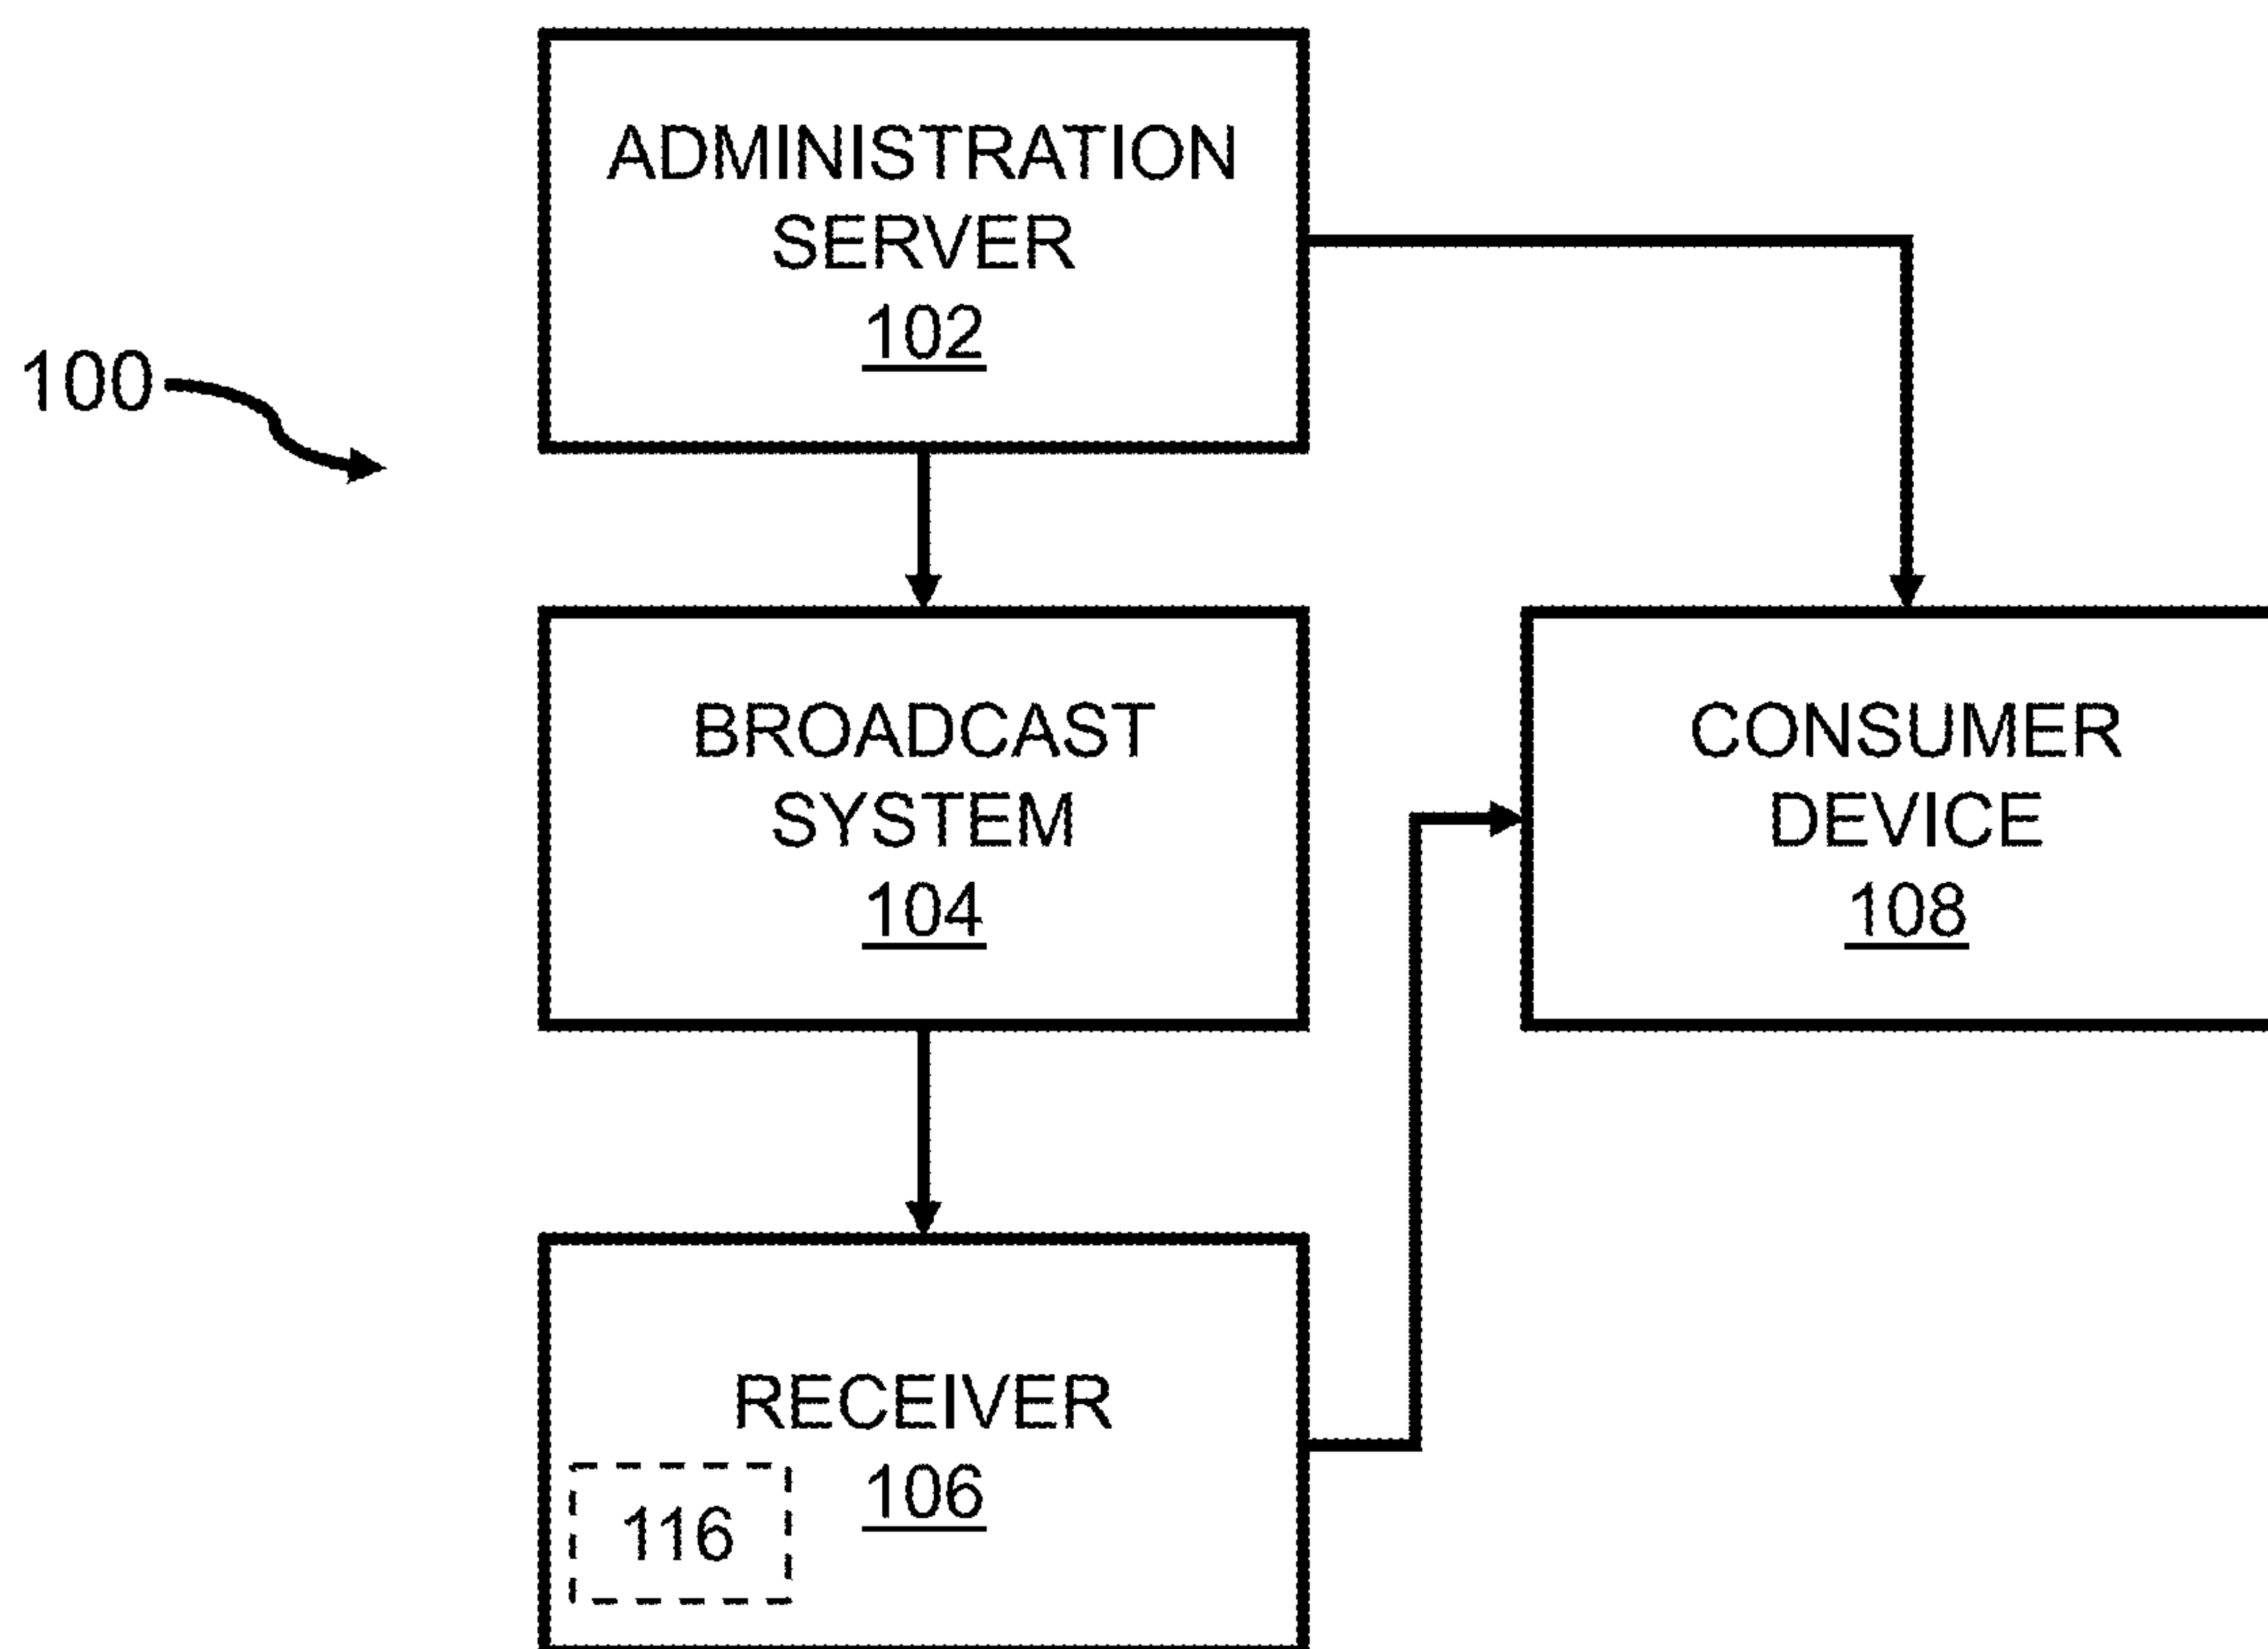 ADMINISTRATION
SERVER
102
100
BROADCAST
SYSTEM
104
CONSUMER
DEVICE
108
RECEIVER
106
116